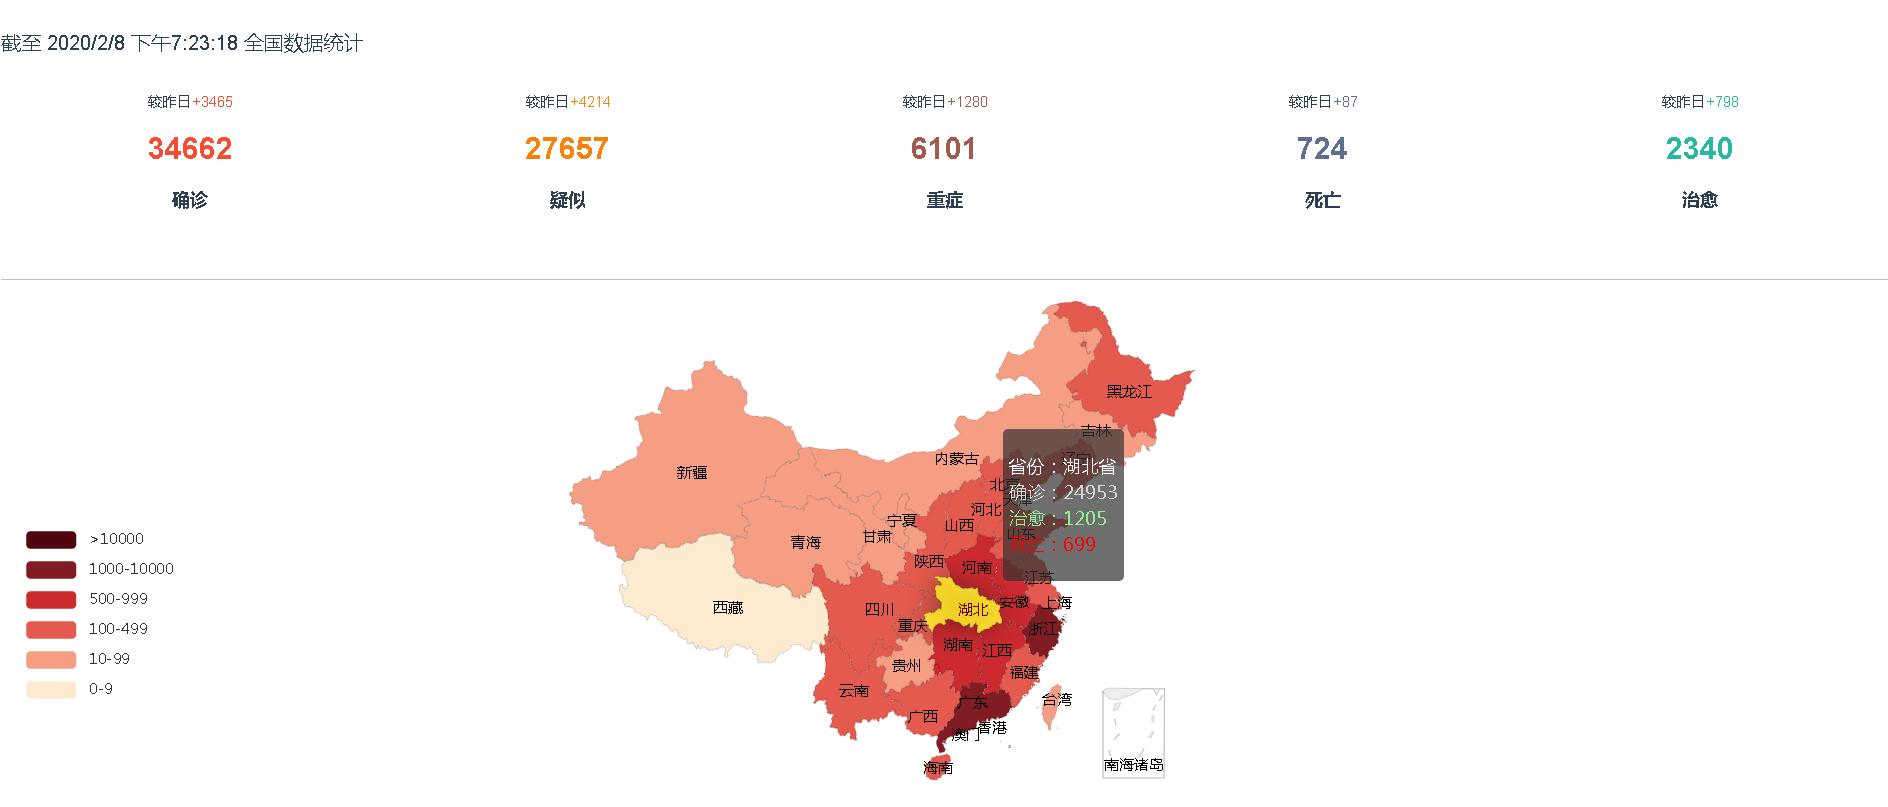 截至 2020/2/8 下午7:23:18 全国数据统计
较昨日+3465
较昨日+4214
较昨日+1280
较昨日+87
较昨日+798
34662
27657
6101
724
2340
确诊
疑似
重症
死亡
治愈
黑龙江
吉林
内蒙古
辽宁
省份：湖北省
新疆
北京
确诊：24953
天津
河北
治愈：1205
宁夏
山西
山东
甘肃
青海
死亡：699
陕西
河南
江苏
西藏
四川
湖北
安徽
上海
重庆
浙江
湖南
江西
贵州
福建
云南
台湾
广东
广西
香港
澳门
海南
南海诸岛
>10000
1000-10000
500-999
100-499
10-99
0-9